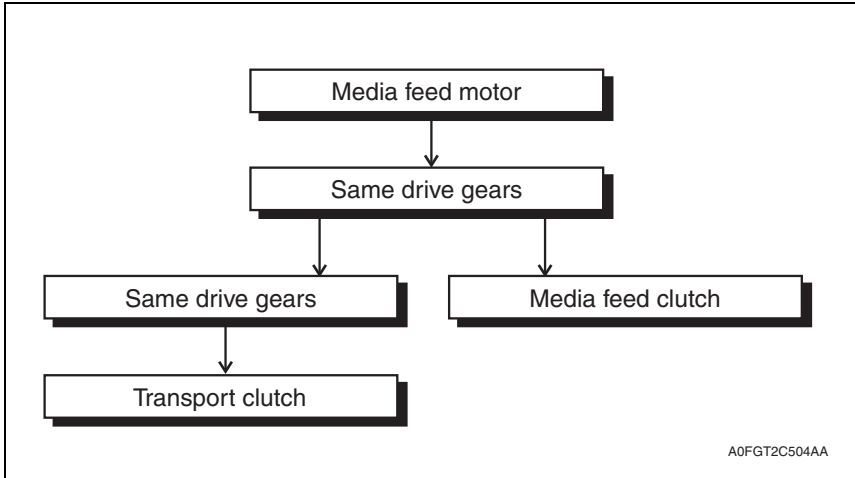 Media feed motor
Same drive gears
Same drive gears
Media feed clutch
Transport clutch
A0FGT2C504AA